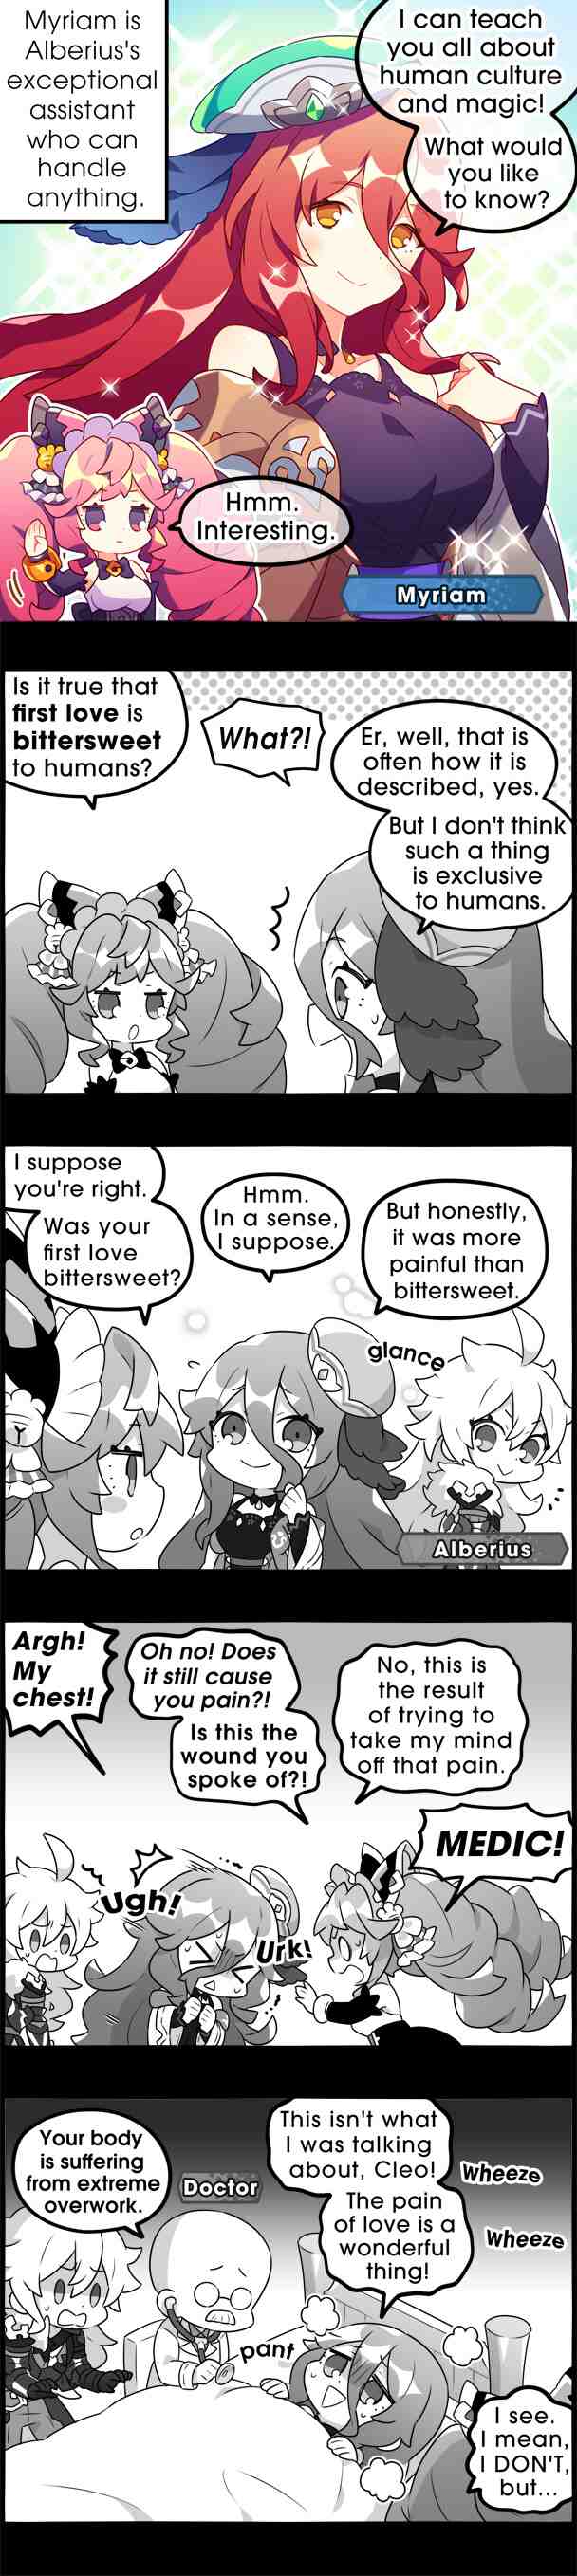 Myriam is
Alberius's
exceptional
assistant
who can
handle
anything.
I can teach
you all about
human culture
and magic!
What would
you like
to know?
Hmm.
Interesting.
Myriam
Is it true that
first love is
bittersweet
to humans?
What?!
Er, well, that is
often how it is
described, yes.
But I don't think
such a thing
is exclusive
to humans.
I suppose
you're right.
Was your
first love
bittersweet?
Hmm.
In a sense,
I suppose.
But honestly,
it was more
painful than
bittersweet.
glance
Alberius
Argh!
My
chest!
Oh no! Does
it still cause
you pain?!
Is this the
wound you
spoke of?!
No, this is
the result
of trying to
take my mind
off that pain.
MEDIC!
Ugh!
Urk!
Your body
is suffering
from extreme
overwork.
Doctor
This isn't what
I was talking
about, Cleo!
The pain
of love is a
wonderful
thing!
Wheeze
Wheeze
pant
I see.
I mean,
I DON'T,
but...